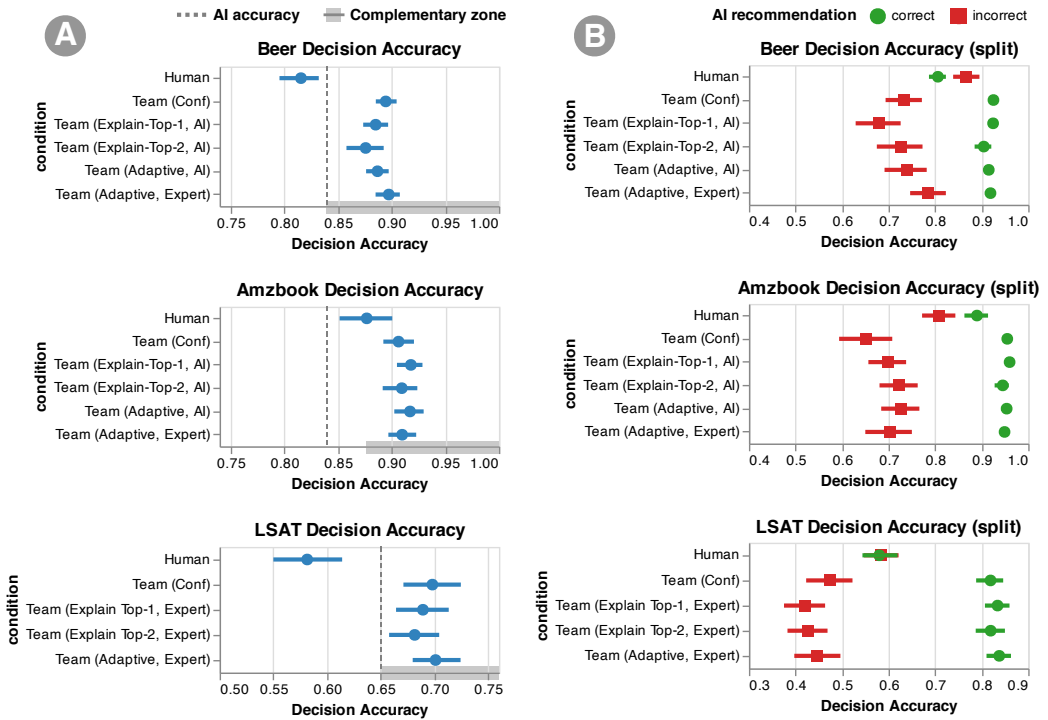 A
AI accuracy
Complementary zone
Beer Decision Accuracy
condition
Human
Team (Conf)
Team (Explain-Top-1, AI)
Team (Explain-Top-2, AI)
Team (Adaptive, AI)
Team (Adaptive, Expert)
0.75 0.80 0.85 0.90 0.95 1.00
Decision Accuracy
Amzbook Decision Accuracy
condition
Human
Team (Conf)
Team (Explain-Top-1, AI)
Team (Explain-Top-2, AI)
Team (Adaptive, AI)
Team (Adaptive, Expert)
0.75 0.80 0.85 0.90 0.95 1.00
Decision Accuracy
LSAT Decision Accuracy
condition
Human
Team (Conf)
Team (Explain Top-1, Expert)
Team (Explain Top-2, Expert)
Team (Adaptive, Expert)
0.50 0.55 0.60 0.65 0.70 0.75
Decision Accuracy
B
AI recommendation
correct
incorrect
Beer Decision Accuracy (split)
condition
Human
Team (Conf)
Team (Explain-Top-1, AI)
Team (Explain-Top-2, AI)
Team (Adaptive, AI)
Team (Adaptive, Expert)
0.4 0.5 0.6 0.7 0.8 0.9 1.0
Decision Accuracy
Amzbook Decision Accuracy (split)
condition
Human
Team (Conf)
Team (Explain-Top-1, AI)
Team (Explain-Top-2, AI)
Team (Adaptive, AI)
Team (Adaptive, Expert)
0.4 0.5 0.6 0.7 0.8 0.9 1.0
Decision Accuracy
LSAT Decision Accuracy (split)
condition
Human
Team (Conf)
Team (Explain Top-1, Expert)
Team (Explain Top-2, Expert)
Team (Adaptive, Expert)
0.3 0.4 0.5 0.6 0.7 0.8 0.9
Decision Accuracy